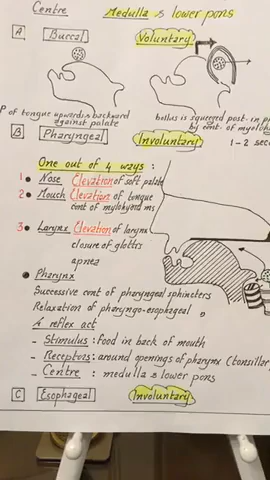 Centre Medulla & lower pons
A Buccal Voluntary
P of tongue upwards & backward
against palate
bollus is squeezed post. in p
by cont. of myloh
B Pharyngeal Involuntary 1-2 sec
One out of 4 ways :
1 • Nose Elevation of soft palate
2 • Mouth Elevation of tongue
cont of mylohyoid ms
3 • Larynx Elevation of larynx
closure of glottis
apnea
• Pharynx
Successive cont of pharyngeal sphincters
Relaxation of pharyngo-esophageal
A reflex act
- Stimulus : food in back of mouth
- Receptors : around openings of pharynx (tonsillar
- Centre : medulla & lower pons
C Esophageal Involuntary